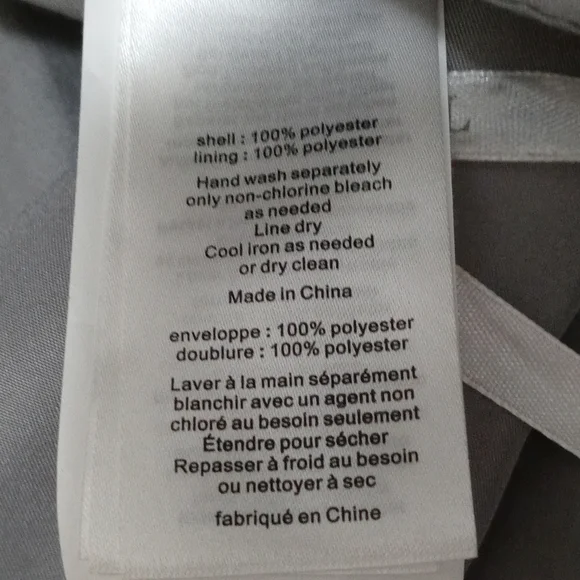 shell : 100% polyester
lining : 100% polyester
Hand wash separately
only non-chlorine bleach
as needed
Line dry
Cool iron as needed
or dry clean
Made in China
enveloppe : 100% polyester
doublure : 100% polyester
Laver à la main séparément
blanchir avec un agent non
chloré au besoin seulement
Étendre pour sécher
Repasser à froid au besoin
ou nettoyer à sec
fabriqué en Chine